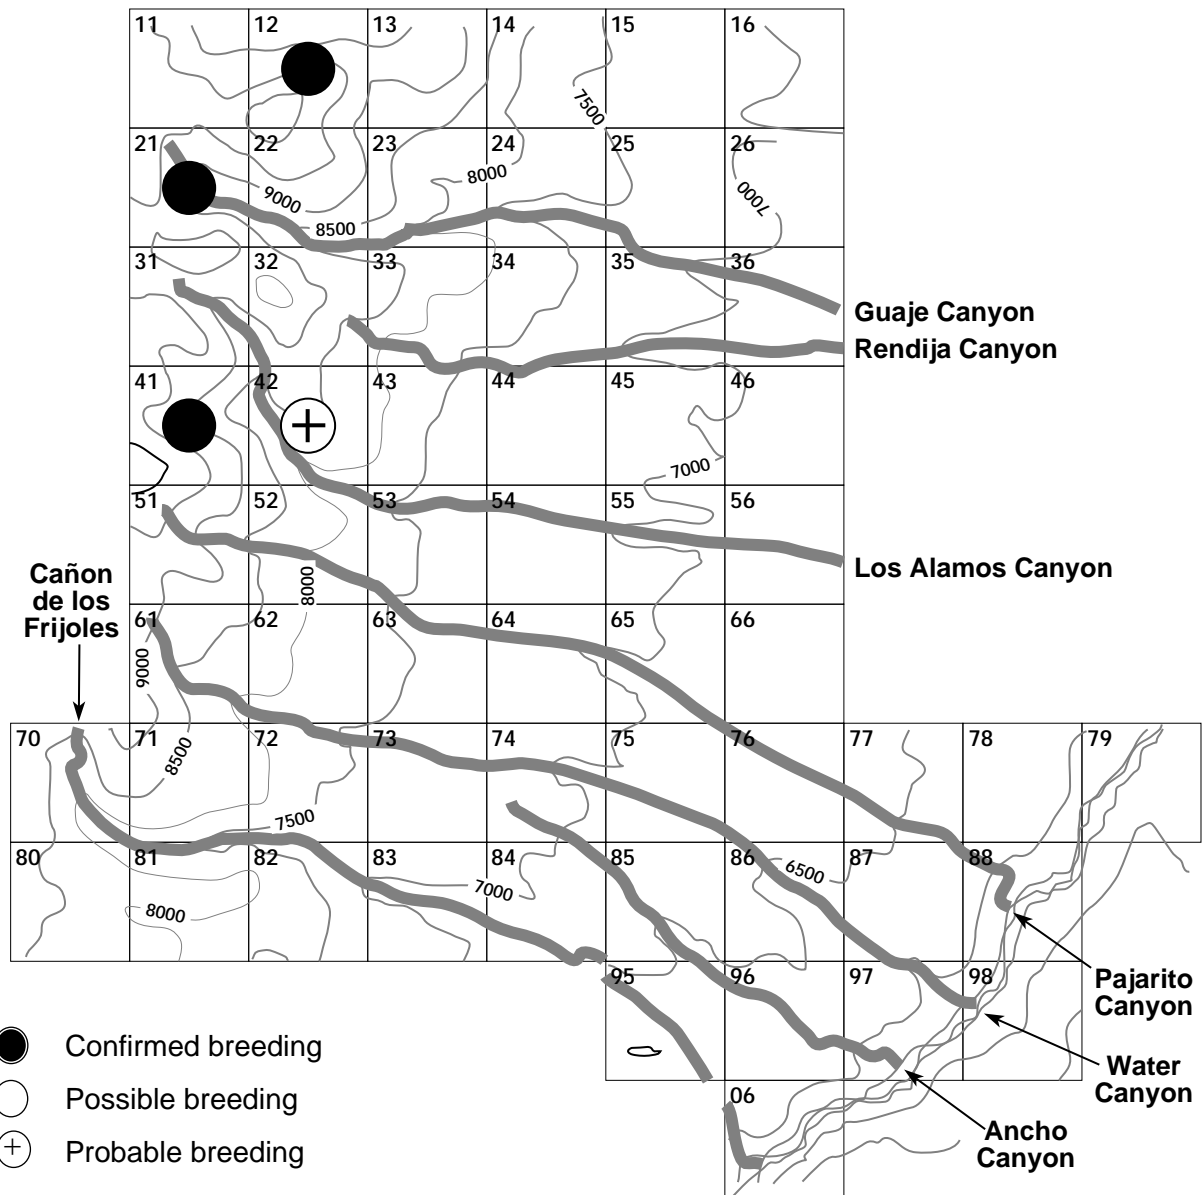 11 12 13 14 15 16
7500
21 22 23 24 25 26
8000
9000
7000
8500
31 32 33 34 35 36
Guaje Canyon
Rendija Canyon
41 42 43 44 45 46
7000
51 52 53 54 55 56
Los Alamos Canyon
Cañon
de los
Frijoles
8000
61 62 63 64 65 66
9000
70 71 72 73 74 75 76 77 78 79
8500
7500
80 81 82 83 84 85 86 87 88
6500
7000
8000
95 96 97 98
Pajarito
Canyon
Water
Canyon
06
Ancho
Canyon
Confirmed breeding
Possible breeding
Probable breeding